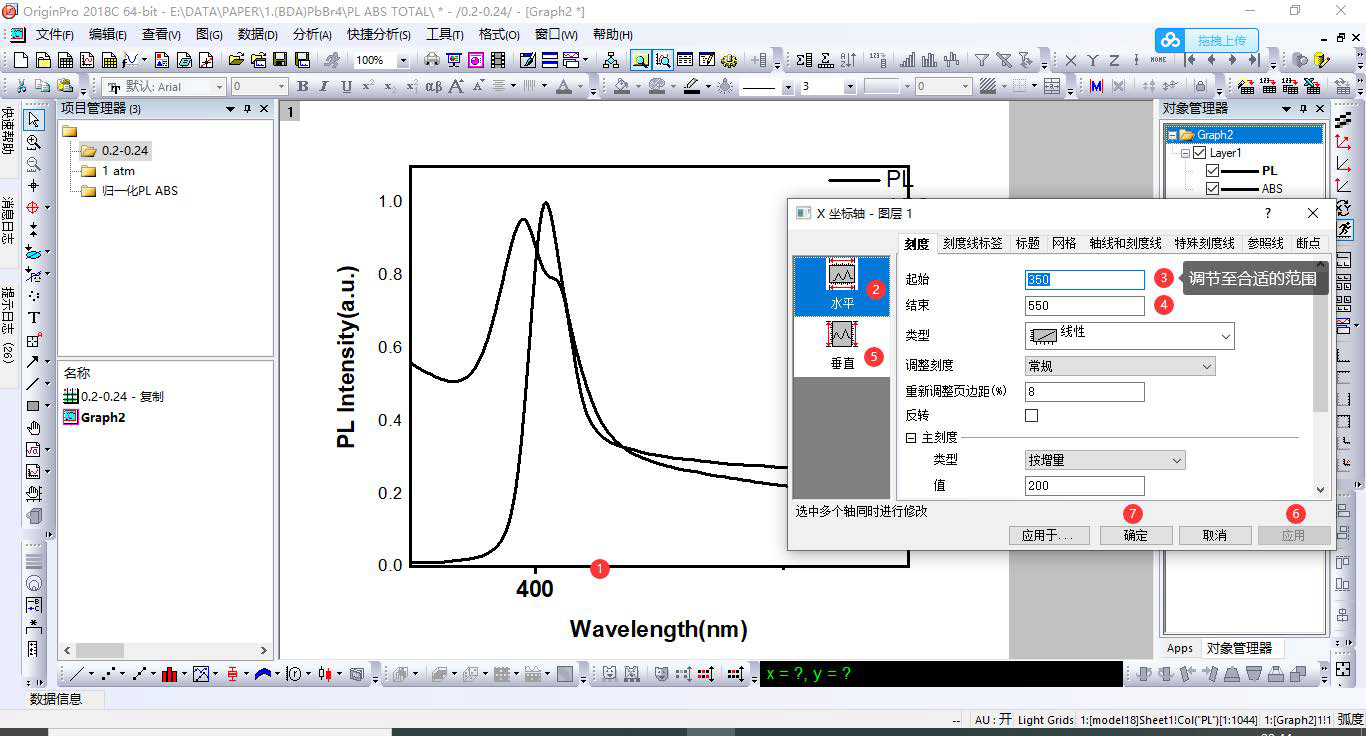 OriginPro 2018C 64-bit - E:\DATA\PAPER\1.(BDA)PbBr4\PL ABS TOTAL\ * - /0.2-0.24/ - [Graph2 *]
文件(F) 编辑(E) 查看(V) 图(G) 数据(D) 分析(A) 快捷分析(S) 工具(T) 格式(O) 窗口(W) 帮助(H)
拖拽上传
100%
默认: Arial 0 B I U αβ A A 3 0
快速帮助
消息日志
提示日志 (26)
项目管理器 (3)
0.2-0.24
1 atm
归一化PL ABS
名称
0.2-0.24 - 复制
Graph2
1
PL
1.0
0.8
0.6
0.4
0.2
0.0
PL Intensity(a.u.)
400
1
Wavelength(nm)
对象管理器
Graph2
Layer1
PL
ABS
X 坐标轴 - 图层 1
刻度 刻度线标签 标题 网格 轴线和刻度线 特殊刻度线 参照线 断点
水平 2
垂直 5
起始 350 3 调节至合适的范围
结束 550 4
类型 线性
调整刻度 常规
重新调整页边距(%) 8
反转
主刻度
类型 按增量
值 200
选中多个轴同时进行修改
7 6
应用于... 确定 取消 应用
Apps 对象管理器
x = ?, y = ?
数据信息
-- AU : 开 Light Grids 1:[model18]Sheet1!Col("PL")[1:1044] 1:[Graph2]1!1 弧度